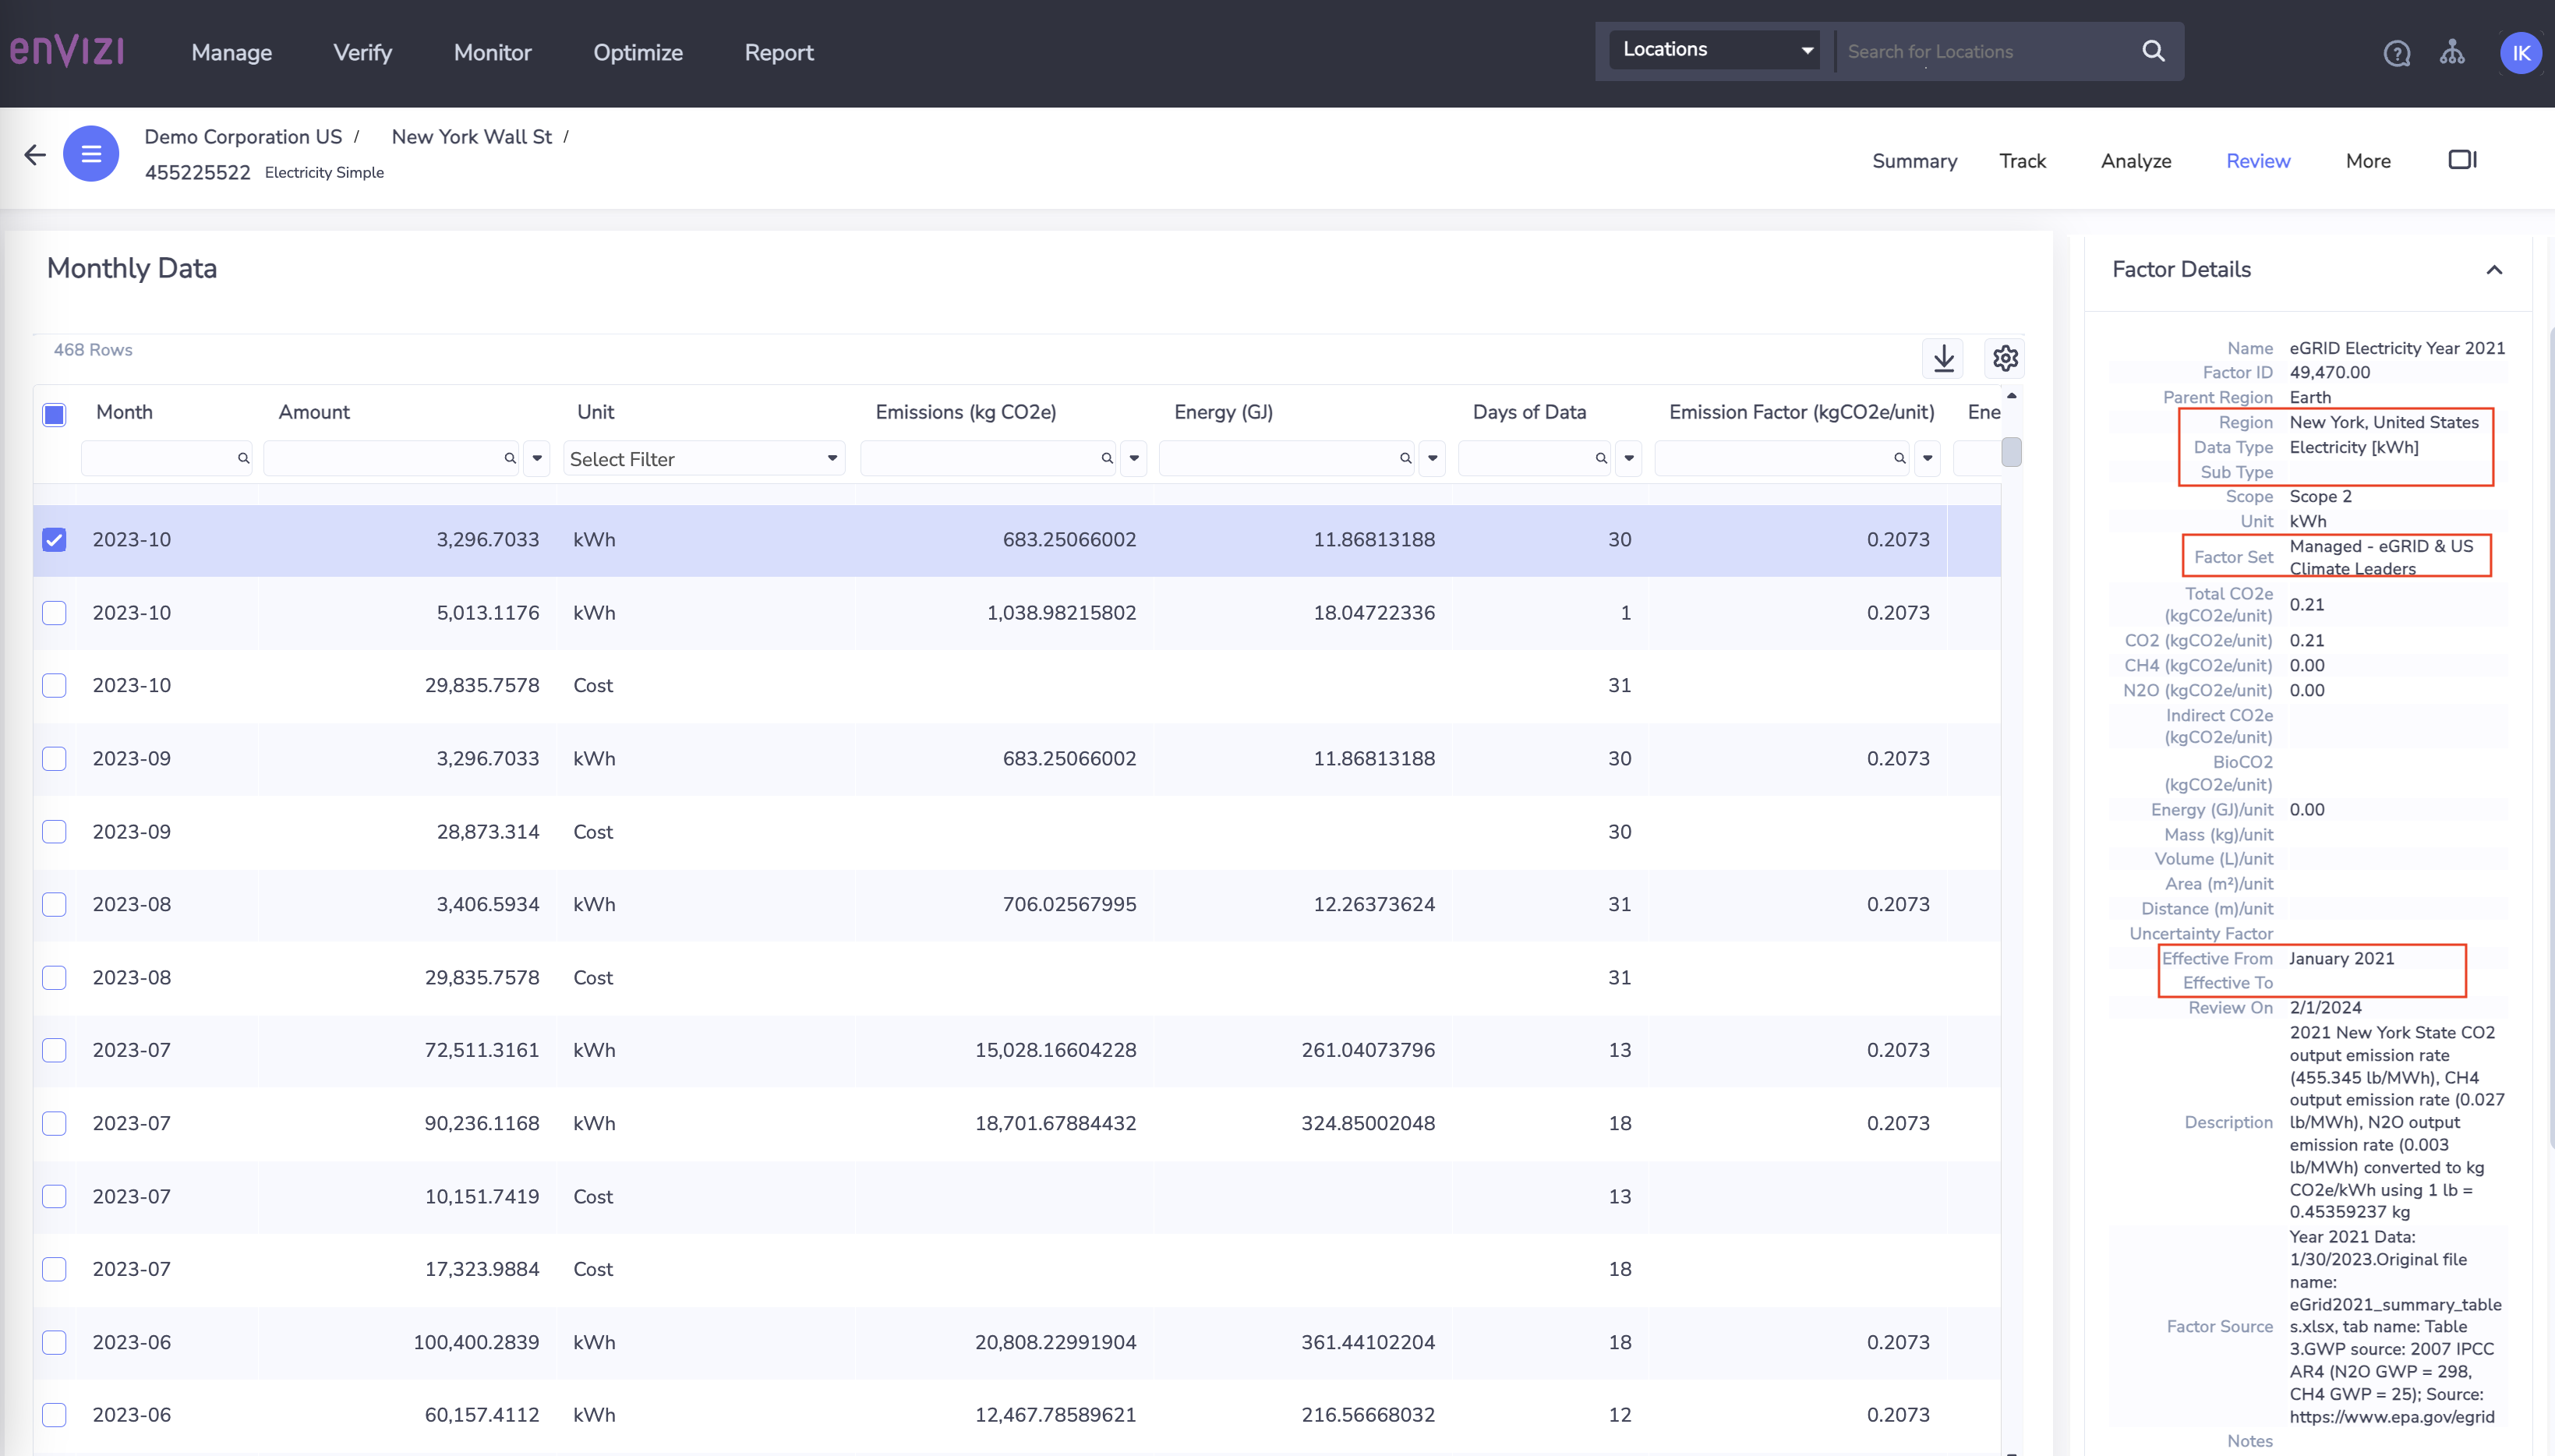 enVIZI
Manage
Verify
Monitor
Optimize
Report
Locations
Search for Locations
IK
Demo Corporation US /
New York Wall St /
455225522 Electricity Simple
Summary
Track
Analyze
Review
More
Monthly Data
468 Rows
Month Amount Unit Emissions (kg CO2e) Energy (GJ) Days of Data Emission Factor (kgCO2e/unit) Ene
Select Filter
2023-10 3,296.7033 kWh 683.25066002 11.86813188 30 0.2073
2023-10 5,013.1176 kWh 1,038.98215802 18.04722336 1 0.2073
2023-10 29,835.7578 Cost 31
2023-09 3,296.7033 kWh 683.25066002 11.86813188 30 0.2073
2023-09 28,873.314 Cost 30
2023-08 3,406.5934 kWh 706.02567995 12.26373624 31 0.2073
2023-08 29,835.7578 Cost 31
2023-07 72,511.3161 kWh 15,028.16604228 261.04073796 13 0.2073
2023-07 90,236.1168 kWh 18,701.67884432 324.85002048 18 0.2073
2023-07 10,151.7419 Cost 13
2023-07 17,323.9884 Cost 18
2023-06 100,400.2839 kWh 20,808.22991904 361.44102204 18 0.2073
2023-06 60,157.4112 kWh 12,467.78589621 216.56668032 12 0.2073
Factor Details
Name eGRID Electricity Year 2021
Factor ID 49,470.00
Parent Region Earth
Region New York, United States
Data Type Electricity [kWh]
Sub Type
Scope Scope 2
Unit kWh
Factor Set Managed - eGRID & US
Climate Leaders
Total CO2e
(kgCO2e/unit) 0.21
CO2 (kgCO2e/unit) 0.21
CH4 (kgCO2e/unit) 0.00
N2O (kgCO2e/unit) 0.00
Indirect CO2e
(kgCO2e/unit)
BioCO2
(kgCO2e/unit)
Energy (GJ)/unit 0.00
Mass (kg)/unit
Volume (L)/unit
Area (m²)/unit
Distance (m)/unit
Uncertainty Factor
Effective From January 2021
Effective To
Review On 2/1/2024
Description
2021 New York State CO2
output emission rate
(455.345 lb/MWh), CH4
output emission rate (0.027
lb/MWh), N2O output
emission rate (0.003
lb/MWh) converted to kg
CO2e/kWh using 1 lb =
0.45359237 kg
Factor Source
Year 2021 Data:
1/30/2023.Original file
name:
eGrid2021_summary_table
s.xlsx, tab name: Table
3.GWP source: 2007 IPCC
AR4 (N2O GWP = 298,
CH4 GWP = 25); Source:
https://www.epa.gov/egrid
Notes